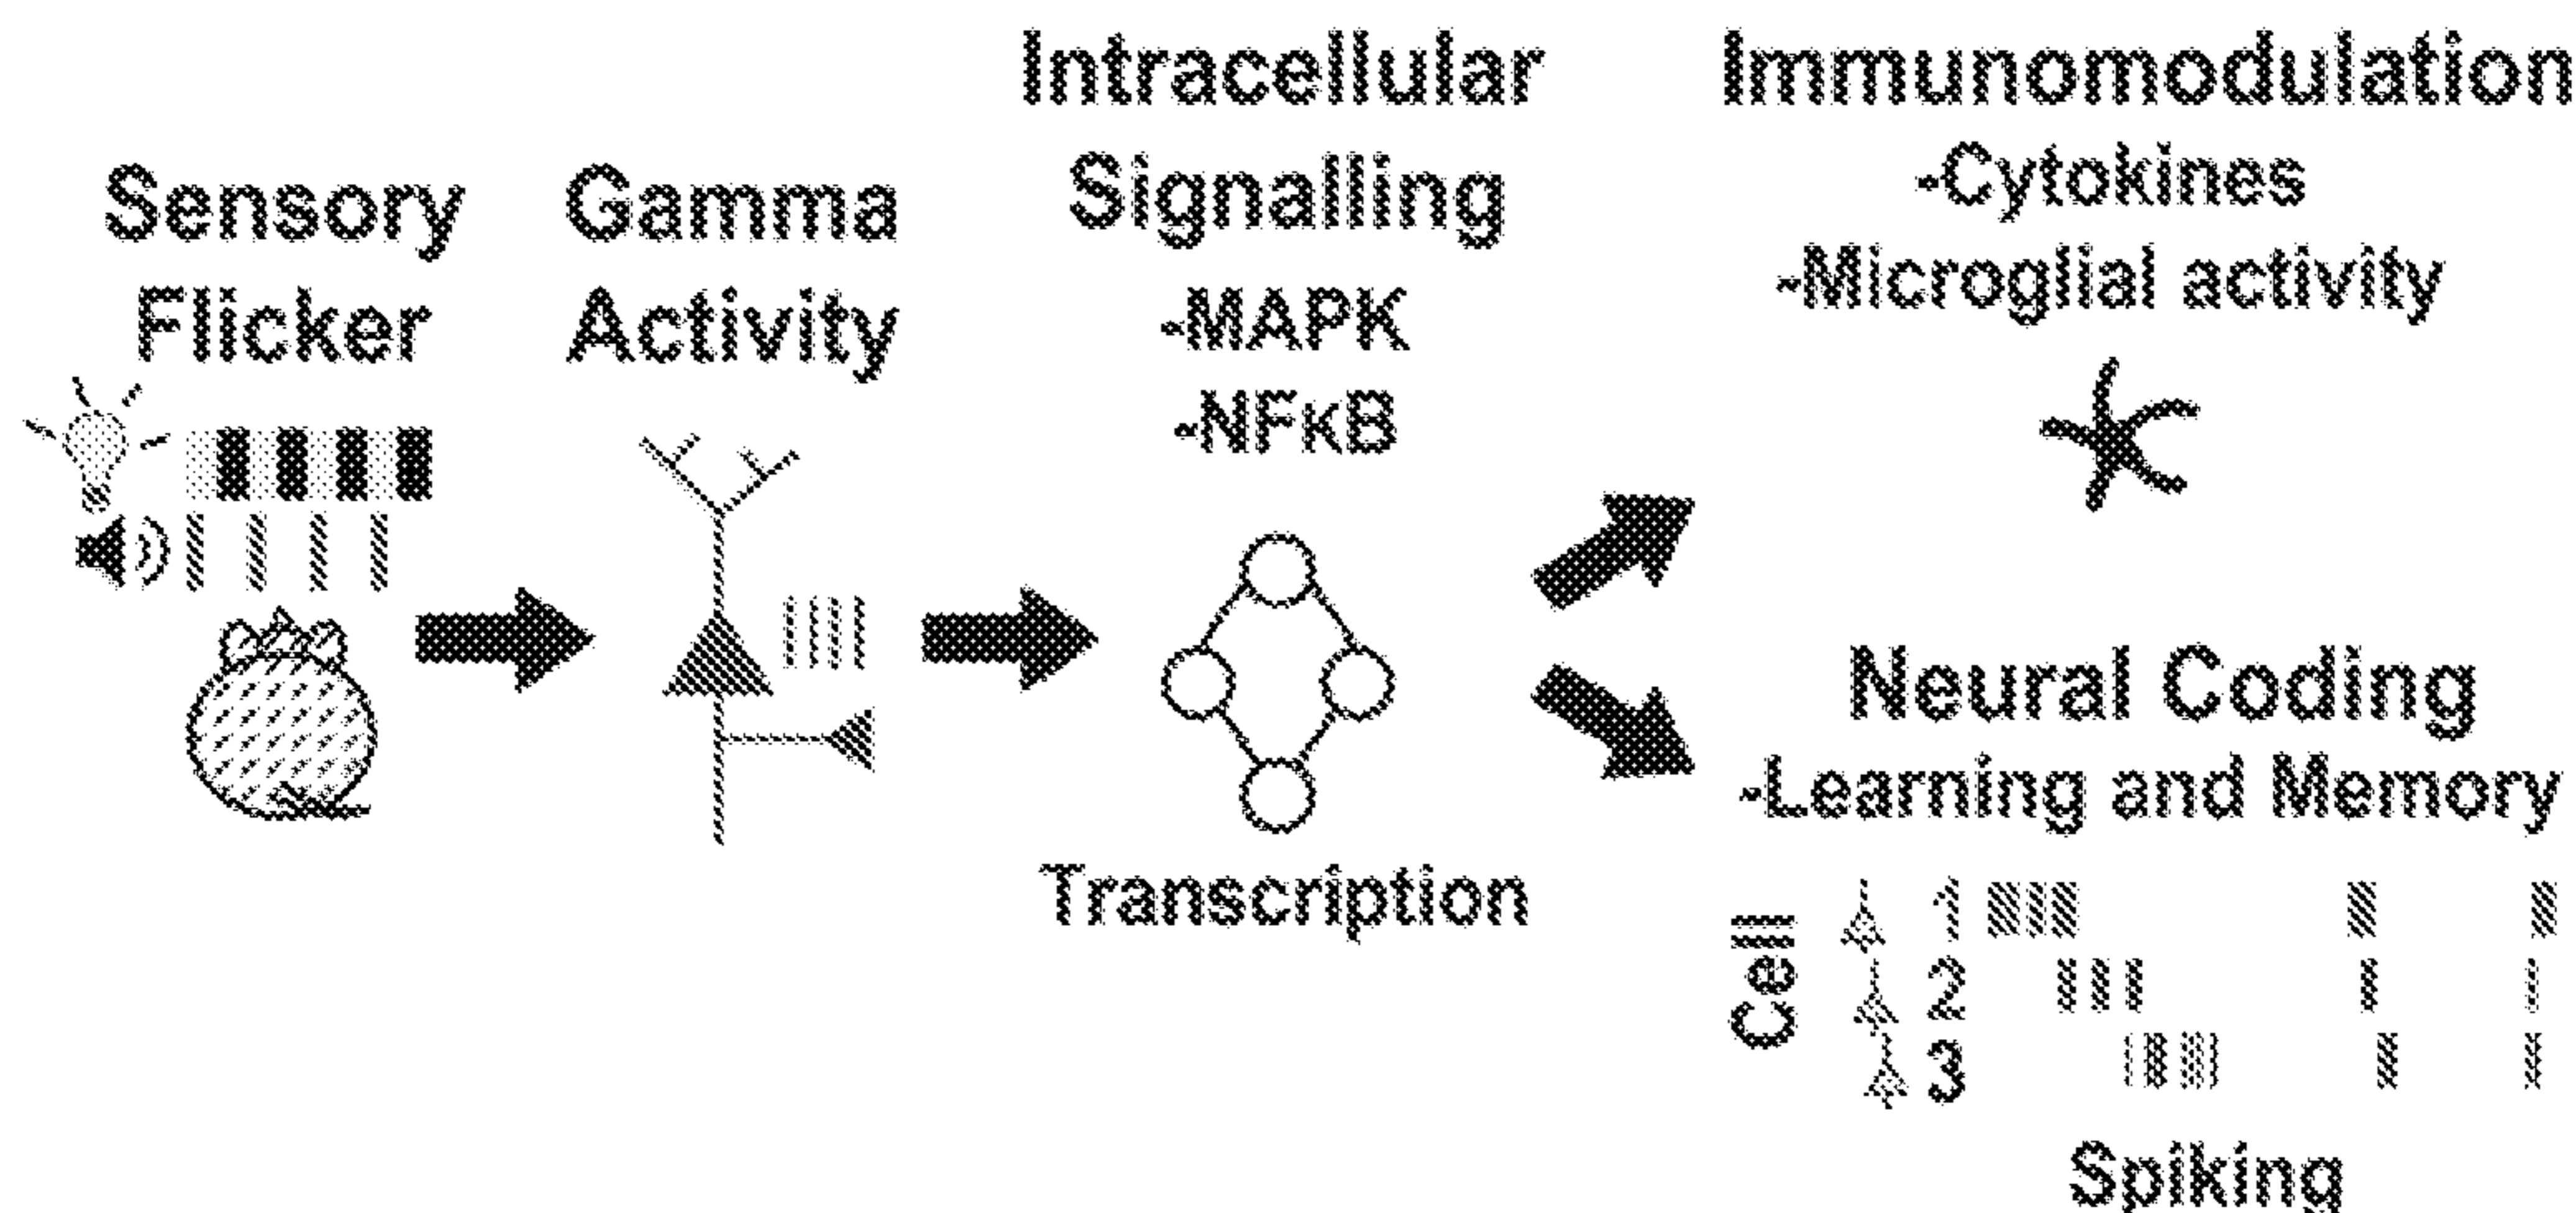 Sensory
Flicker
Gamma
Activity
Intracellular
Signalling
-MAPK
-NFκB
Transcription
Immunomodulation
-Cytokines
-Microglial activity
Neural Coding
-Learning and Memory
Cell
1
2
3
Spiking